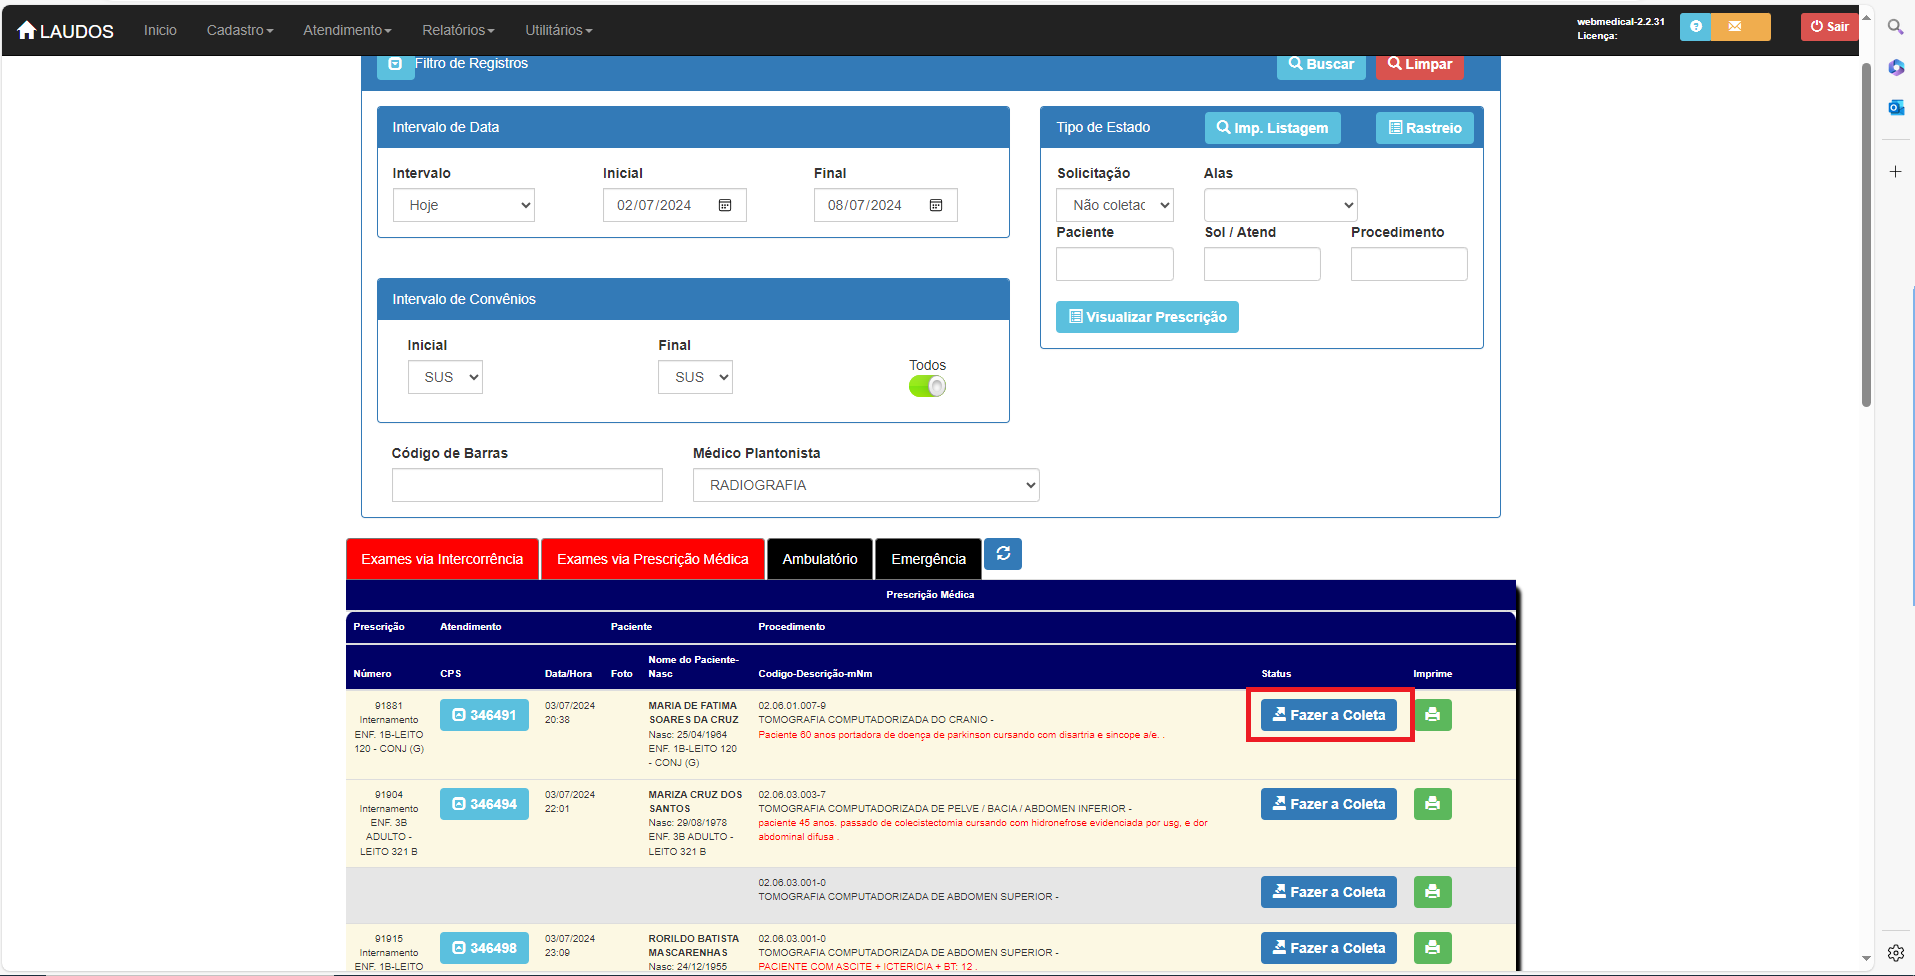 LAUDOS Inicio Cadastro Atendimento Relatórios Utilitários
webmedical-2.2.31
Licença:
Sair
Filtro de Registros Buscar Limpar
Intervalo de Data
Intervalo Inicial Final
Hoje 02/07/2024 08/07/2024
Tipo de Estado Imp. Listagem Rastreio
Solicitação Alas
Não coletac
Paciente Sol / Atend Procedimento
Visualizar Prescrição
Intervalo de Convênios
Inicial Final
Todos
SUS SUS
Código de Barras Médico Plantonista
RADIOGRAFIA
Exames via Intercorrência Exames via Prescrição Médica Ambulatório Emergência
Prescrição Médica
Prescrição Atendimento Paciente Procedimento
Número CPS Data/Hora Foto Nome do Paciente-
Nasc Codigo-Descrição-mNm Status Imprime
91881
Internamento
ENF. 1B-LEITO
120 - CONJ (G)
346491
03/07/2024
20:38
MARIA DE FATIMA
SOARES DA CRUZ
Nasc: 25/04/1964
ENF. 1B-LEITO 120
- CONJ (G)
02.06.01.007-9
TOMOGRAFIA COMPUTADORIZADA DO CRANIO -
Paciente 60 anos portadora de doença de parkinson cursando com disartria e sincope a/e. .
Fazer a Coleta
91904
Internamento
ENF. 3B
ADULTO -
LEITO 321 B
346494
03/07/2024
22:01
MARIZA CRUZ DOS
SANTOS
Nasc: 29/08/1978
ENF. 3B ADULTO -
LEITO 321 B
02.06.03.003-7
TOMOGRAFIA COMPUTADORIZADA DE PELVE / BACIA / ABDOMEN INFERIOR -
paciente 45 anos. passado de colecistectomia cursando com hidronefrose evidenciada por usg, e dor
abdominal difusa .
Fazer a Coleta
02.06.03.001-0
TOMOGRAFIA COMPUTADORIZADA DE ABDOMEN SUPERIOR -
Fazer a Coleta
91915
Internamento
ENF. 1B-LEITO
346498
03/07/2024
23:09
RORILDO BATISTA
MASCARENHAS
Nasc: 24/12/1955
02.06.03.001-0
TOMOGRAFIA COMPUTADORIZADA DE ABDOMEN SUPERIOR -
PACIENTE COM ASCITE + ICTERICIA + BT: 12 .
Fazer a Coleta